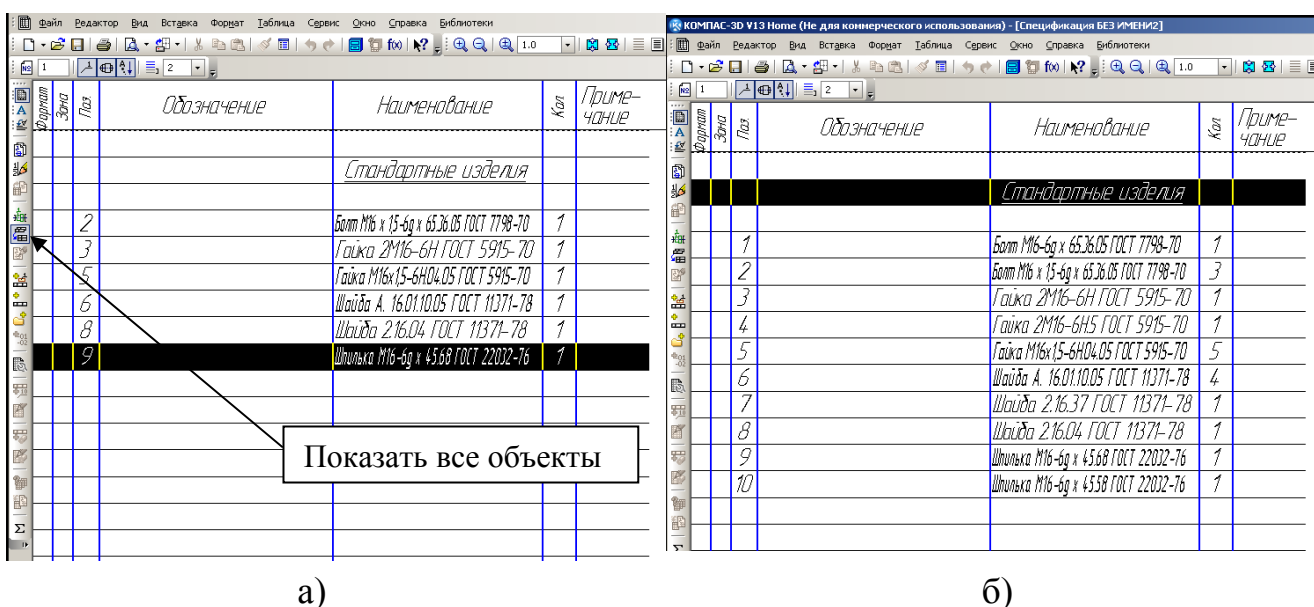 Файл Редактор Вид Вставка Формат Таблица Сервис Окно Справка Библиотеки
1.0
1 2
Формат Зона Поз. Обозначение Наименование Кол Приме-
чание
Стандартные изделия
2 Болт М16 x 1,5-6g x 65.36.05 ГОСТ 7798-70 1
3 Гайка 2М16-6Н ГОСТ 5915-70 1
5 Гайка М16x1,5-6Н.04.05 ГОСТ 5915-70 1
6 Шайба А. 16.01.10.05 ГОСТ 11371-78 1
8 Шайба 2.16.04 ГОСТ 11371-78 1
9 Шпилька М16-6g x 45.68 ГОСТ 22032-76 1
Показать все объекты
а)
КОМПАС-3D V13 Home (Не для коммерческого использования) - [Спецификация БЕЗ ИМЕНИ2]
Файл Редактор Вид Вставка Формат Таблица Сервис Окно Справка Библиотеки
1.0
1 2
Формат Зона Поз. Обозначение Наименование Кол Приме-
чание
Стандартные изделия
1 Болт М16-6g x 65.36.05 ГОСТ 7798-70 1
2 Болт М16 x 1,5-6g x 65.36.05 ГОСТ 7798-70 3
3 Гайка 2М16-6Н ГОСТ 5915-70 1
4 Гайка 2М16-6Н5 ГОСТ 5915-70 1
5 Гайка М16x1,5-6Н.04.05 ГОСТ 5915-70 5
6 Шайба А. 16.01.10.05 ГОСТ 11371-78 4
7 Шайба 2.16.37 ГОСТ 11371-78 1
8 Шайба 2.16.04 ГОСТ 11371-78 1
9 Шпилька М16-6g x 45.68 ГОСТ 22032-76 1
10 Шпилька М16-6g x 45.58 ГОСТ 22032-76 1
б)